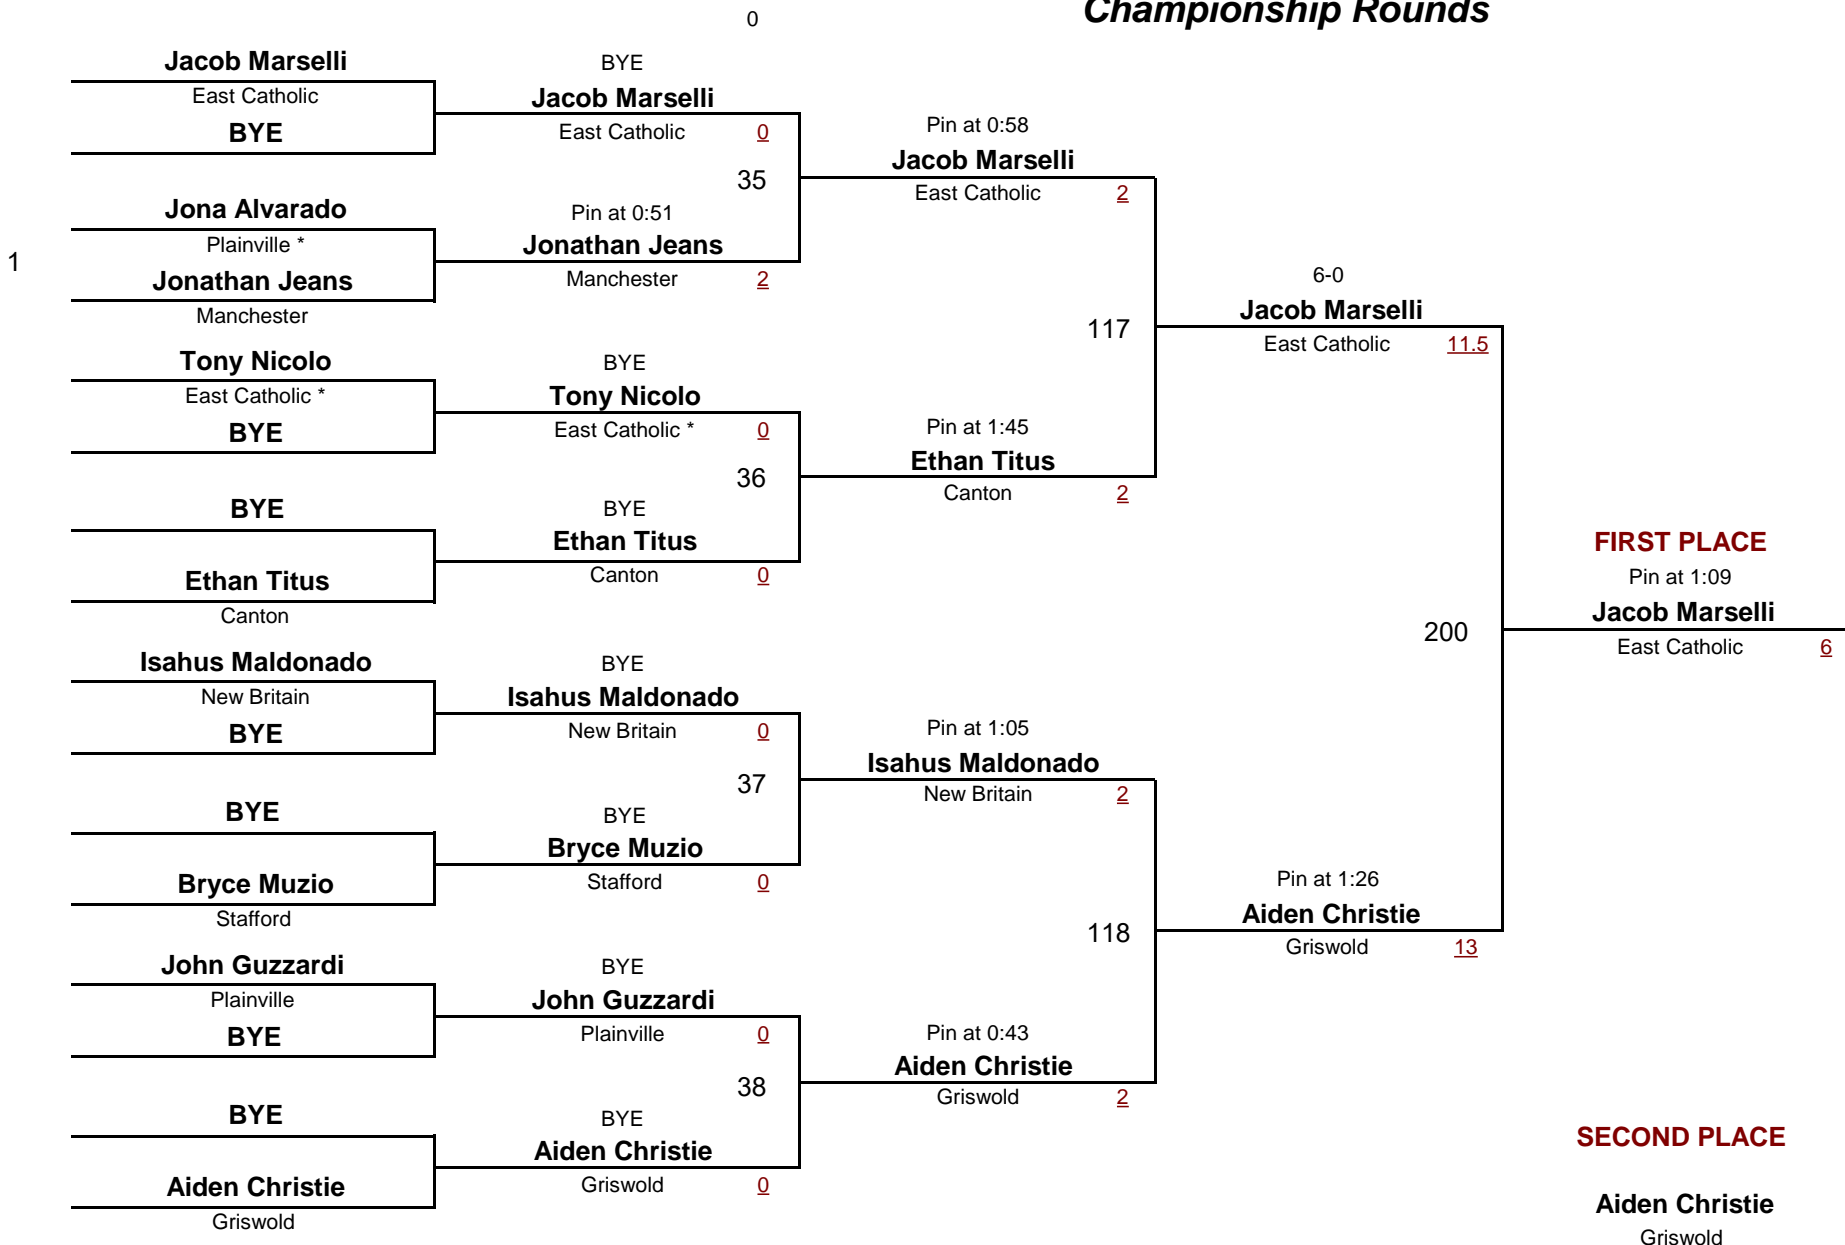 Championship Rounds
0
Jacob Marselli
East Catholic
BYE
Jona Alvarado
Plainville *
1
Jonathan Jeans
Manchester
Tony Nicolo
East Catholic *
BYE
BYE
Ethan Titus
Canton
Isahus Maldonado
New Britain
BYE
BYE
Bryce Muzio
Stafford
John Guzzardi
Plainville
BYE
BYE
Aiden Christie
Griswold
BYE
Jacob Marselli
East Catholic 0
35
Pin at 0:51
Jonathan Jeans
Manchester 2
BYE
Tony Nicolo
East Catholic * 0
36
BYE
Ethan Titus
Canton 0
BYE
Isahus Maldonado
New Britain 0
37
BYE
Bryce Muzio
Stafford 0
BYE
John Guzzardi
Plainville 0
38
BYE
Aiden Christie
Griswold 0
Pin at 0:58
Jacob Marselli
East Catholic 2
117
Pin at 1:45
Ethan Titus
Canton 2
Pin at 1:05
Isahus Maldonado
New Britain 2
118
Pin at 0:43
Aiden Christie
Griswold 2
6-0
Jacob Marselli
East Catholic 11.5
200
Pin at 1:26
Aiden Christie
Griswold 13
FIRST PLACE
Pin at 1:09
Jacob Marselli
East Catholic 6
SECOND PLACE
Aiden Christie
Griswold